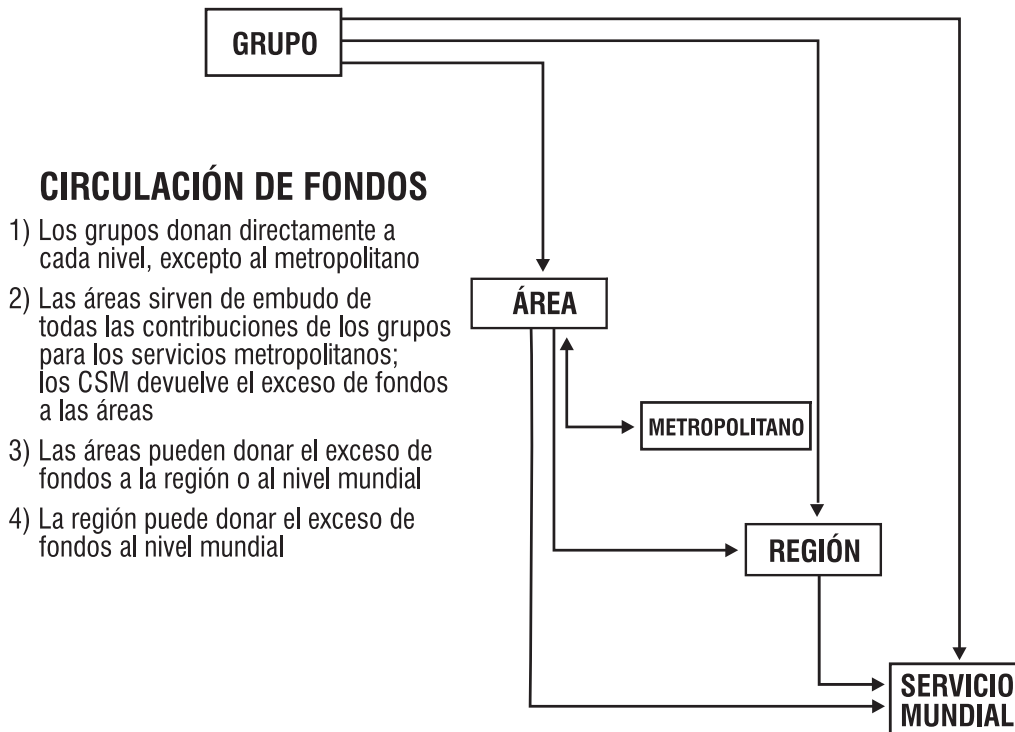 GRUPO
CIRCULACIÓN DE FONDOS
1) Los grupos donan directamente a
cada nivel, excepto al metropolitano
2) Las áreas sirven de embudo de
todas las contribuciones de los grupos
para los servicios metropolitanos;
los CSM devuelve el exceso de fondos
a las áreas
3) Las áreas pueden donar el exceso de
fondos a la región o al nivel mundial
4) La región puede donar el exceso de
fondos al nivel mundial
ÁREA
METROPOLITANO
REGIÓN
SERVICIO
MUNDIAL